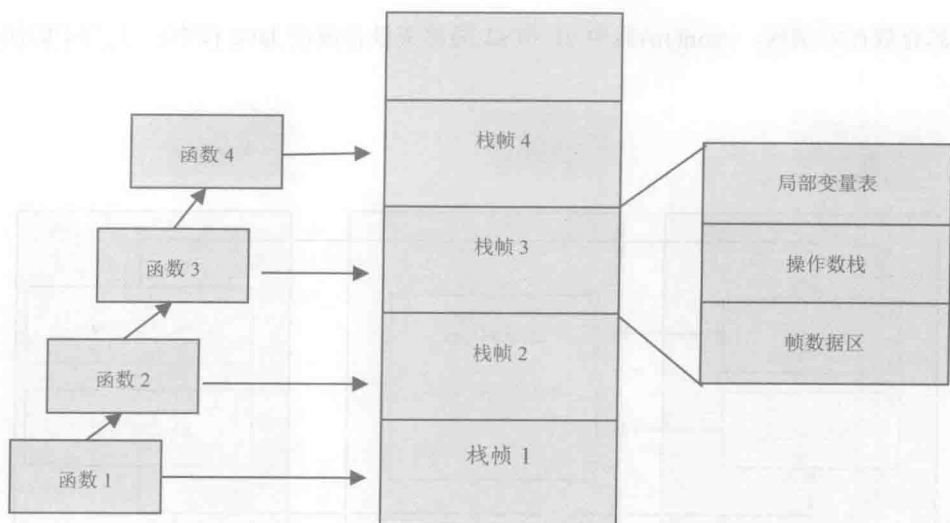 函数 4
函数 3
函数 2
函数 1
栈帧 4
栈帧 3
栈帧 2
栈帧 1
局部变量表
操作数栈
帧数据区